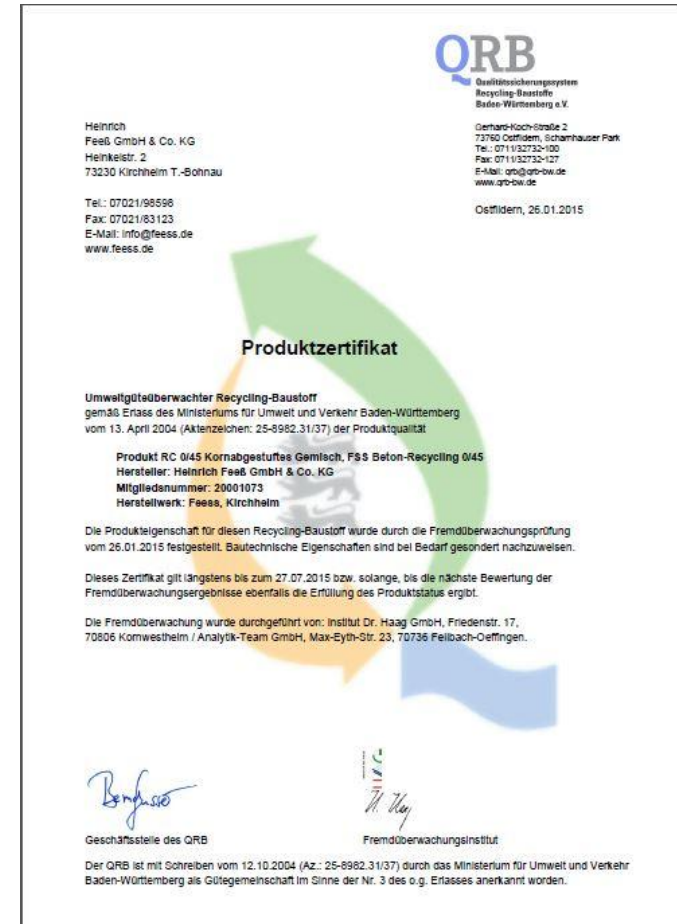 QRB
Qualitätssicherungssystem
Recycling-Baustoffe
Baden-Württemberg e.V.
Heinrich
Feeß GmbH & Co. KG
Heinkelstr. 2
73230 Kirchheim T.-Bohnau
Tel.: 07021/98598
Fax: 07021/83123
E-Mail: info@feess.de
www.feess.de
Gerhard-Koch-Straße 2
73760 Ostfildern, Scharnhauser Park
Tel.: 0711/32732-100
Fax: 0711/32732-127
E-Mail: qrb@qrb-bw.de
www.qrb-bw.de
Ostfildern, 26.01.2015
Produktzertifikat
Umweltgüteüberwachter Recycling-Baustoff
gemäß Erlass des Ministeriums für Umwelt und Verkehr Baden-Württemberg
vom 13. April 2004 (Aktenzeichen: 25-8982.31/37) der Produktqualität
Produkt RC 0/45 Kornabgestuftes Gemisch, FSS Beton-Recycling 0/45
Hersteller: Heinrich Feeß GmbH & Co. KG
Mitgliedsnummer: 20001073
Herstellwerk: Feess, Kirchheim
Die Produkteigenschaft für diesen Recycling-Baustoff wurde durch die Fremdüberwachungsprüfung
vom 26.01.2015 festgestellt. Bautechnische Eigenschaften sind bei Bedarf gesondert nachzuweisen.
Dieses Zertifikat gilt längstens bis zum 27.07.2015 bzw. solange, bis die nächste Bewertung der
Fremdüberwachungsergebnisse ebenfalls die Erfüllung des Produktstatus ergibt.
Die Fremdüberwachung wurde durchgeführt von: Institut Dr. Haag GmbH, Friedenstr. 17,
70806 Kornwestheim / Analytik-Team GmbH, Max-Eyth-Str. 23, 70736 Fellbach-Oeffingen.
Geschäftsstelle des QRB
Fremdüberwachungsinstitut
Der QRB ist mit Schreiben vom 12.10.2004 (Az.: 25-8982.31/37) durch das Ministerium für Umwelt und Verkehr
Baden-Württemberg als Gütegemeinschaft im Sinne der Nr. 3 des o.g. Erlasses anerkannt worden.